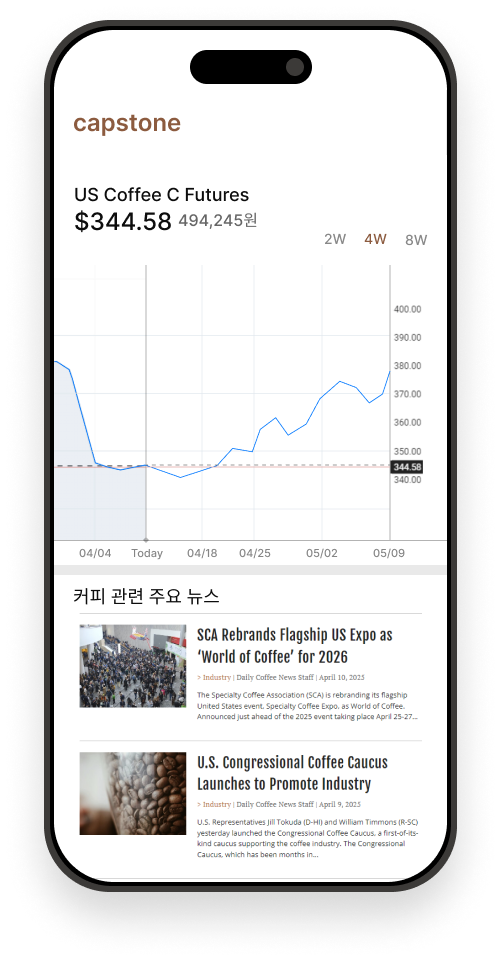 capstone
US Coffee C Futures
$344.58 494,245원
2W 4W 8W
400.00
390.00
380.00
370.00
360.00
350.00
344.58
340.00
04/04 Today 04/18 04/25 05/02 05/09
커피 관련 주요 뉴스
SCA Rebrands Flagship US Expo as
‘World of Coffee’ for 2026
> Industry | Daily Coffee News Staff | April 10, 2025
The Specialty Coffee Association (SCA) is rebranding its flagship
United States event, Specialty Coffee Expo, as World of Coffee.
Announced just ahead of the 2025 event taking place April 25-27...
U.S. Congressional Coffee Caucus
Launches to Promote Industry
> Industry | Daily Coffee News Staff | April 9, 2025
U.S. Representatives Jill Tokuda (D-HI) and William Timmons (R-SC)
yesterday launched the Congressional Coffee Caucus, a first-of-its-
kind caucus supporting the coffee industry. The Congressional
Caucus, which has been months in...